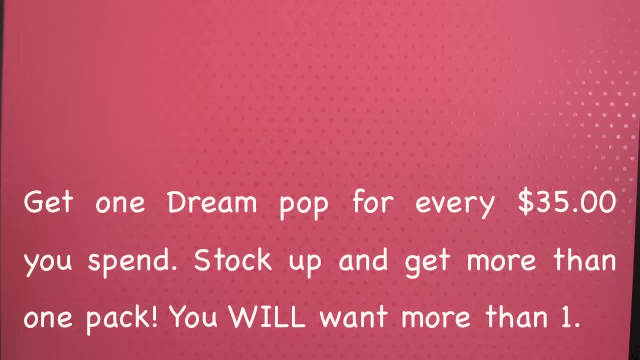 Get one Dream pop for every $35.00
you spend. Stock up and get more than
one pack! You WILL want more than 1.